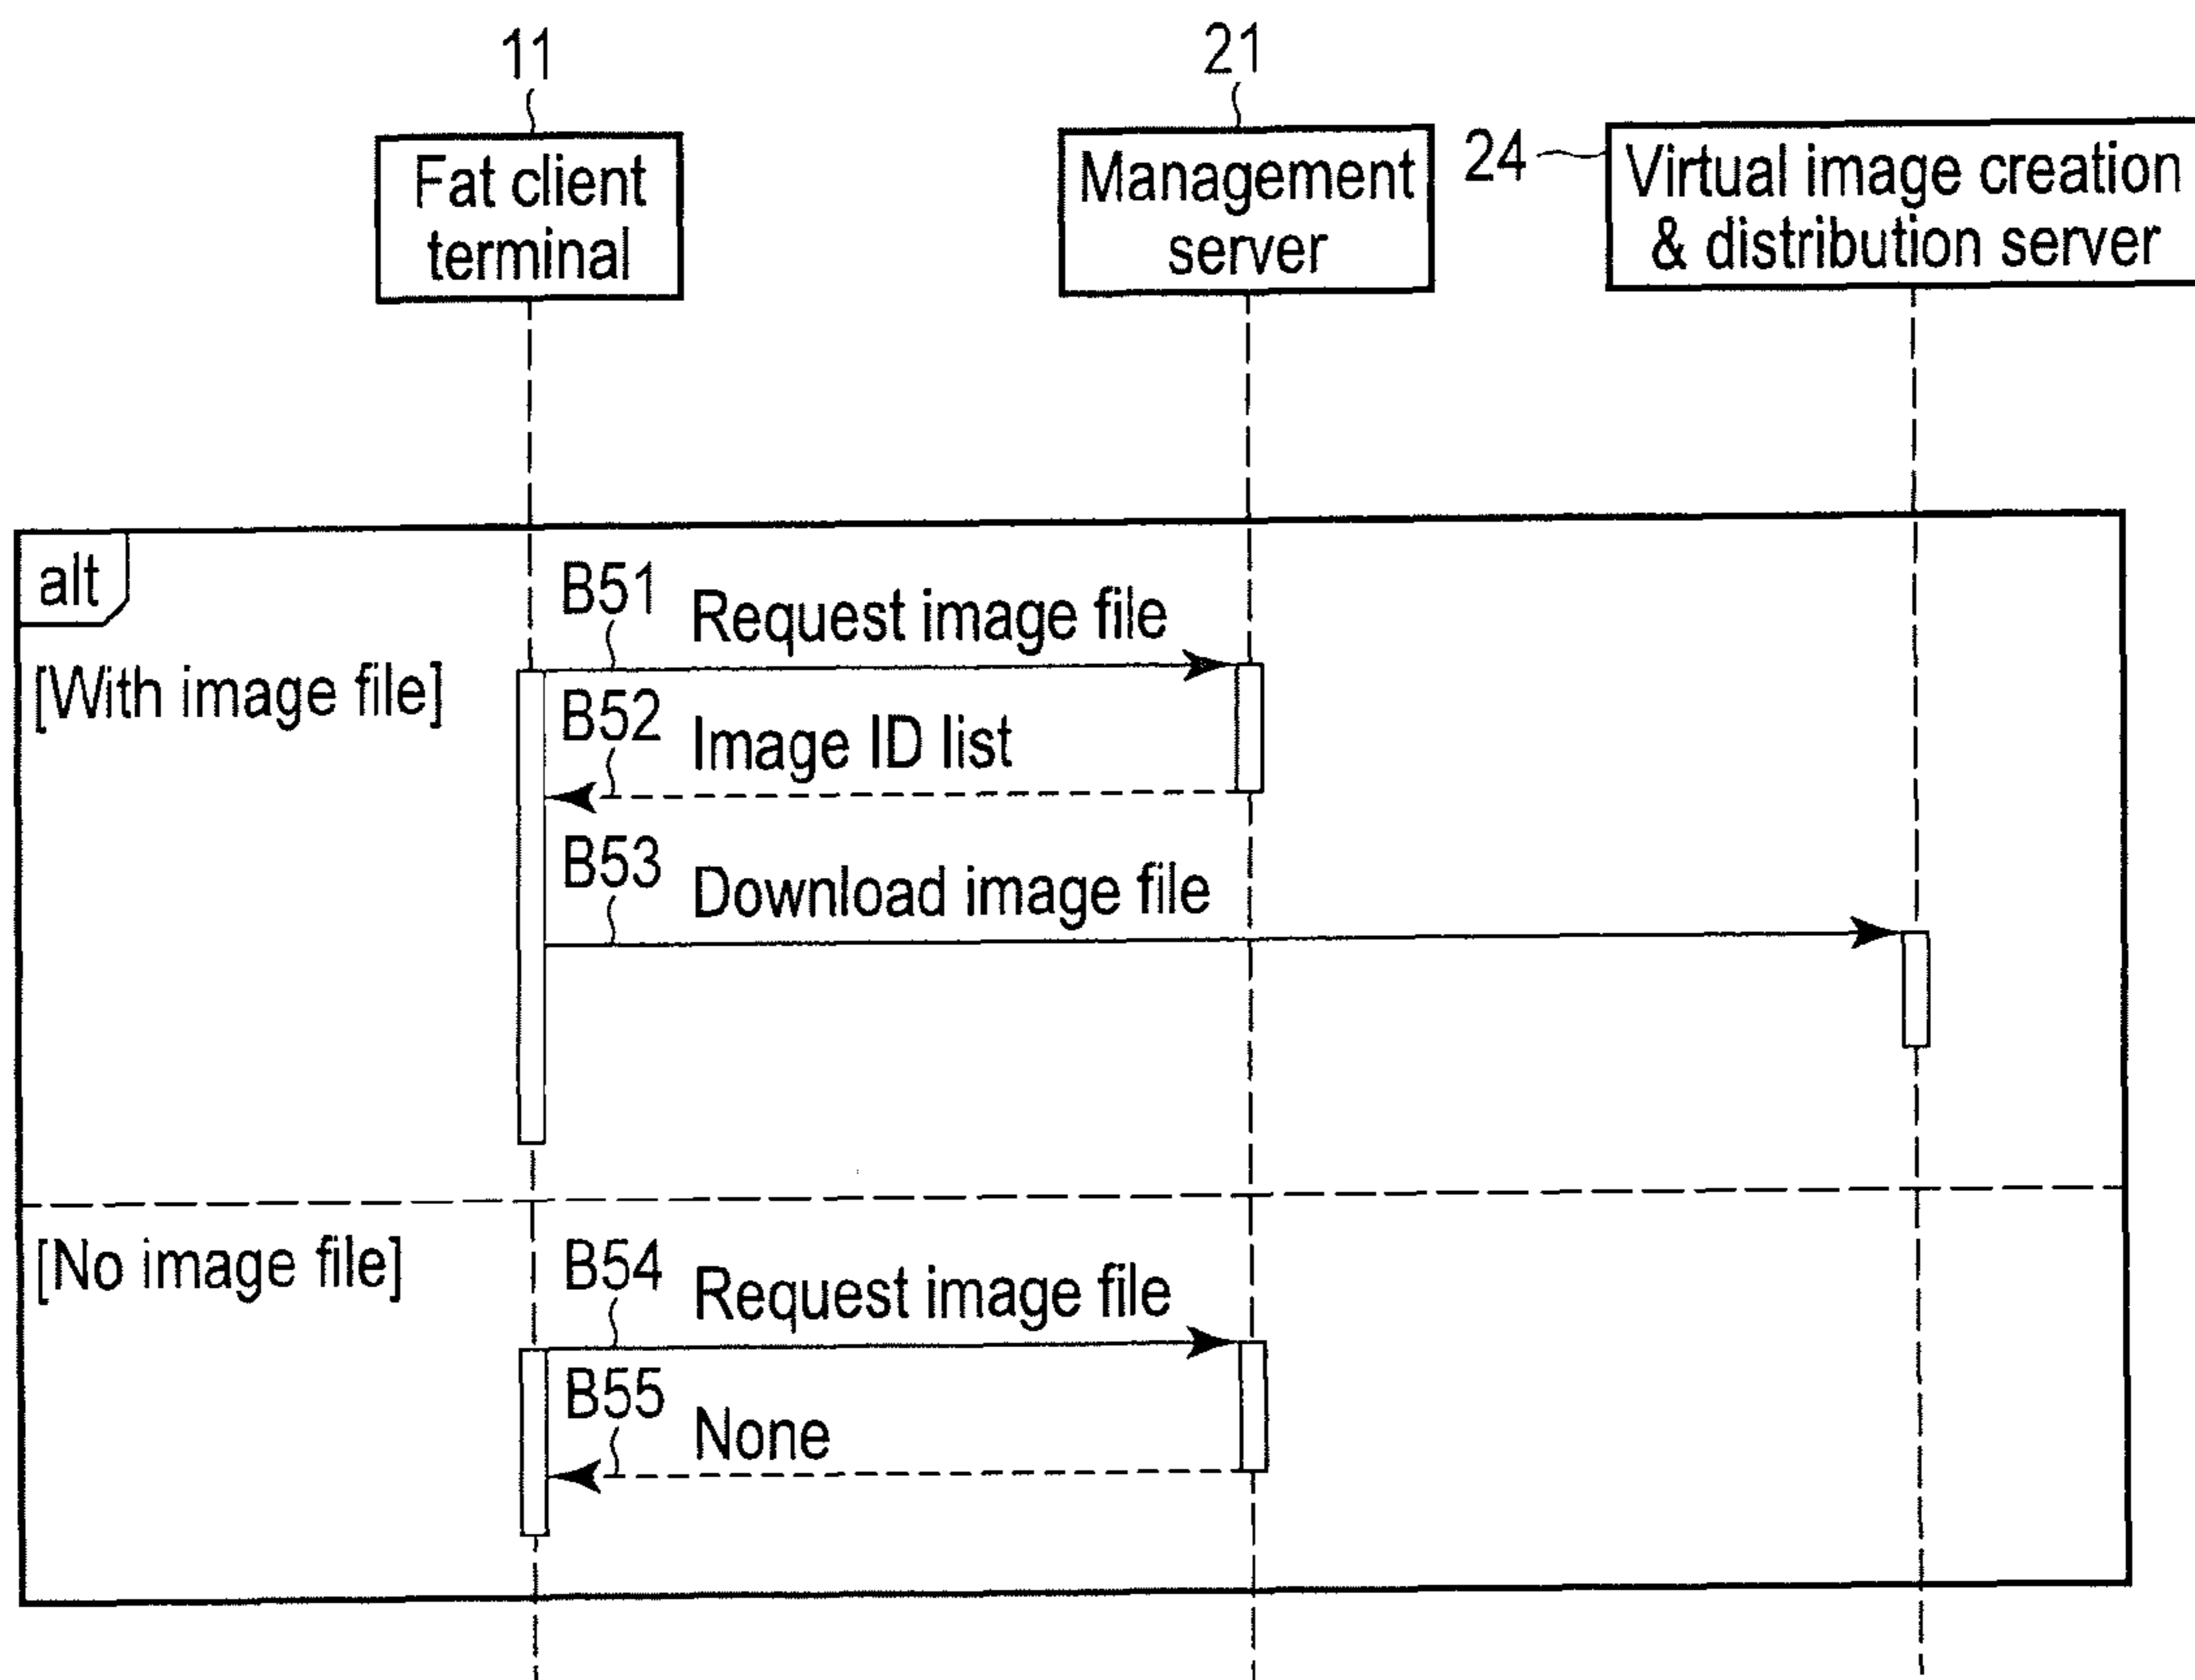 11
21
Fat client
terminal
Management
server
24
Virtual image creation
& distribution server
alt
B51
Request image file
[With image file]
B52
Image ID list
B53
Download image file
[No image file]
B54
Request image file
B55
None